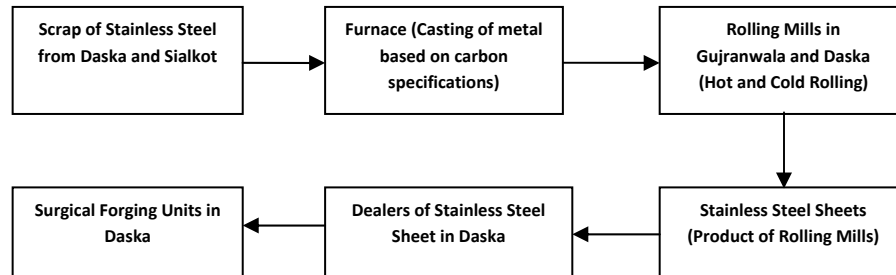 Scrap of Stainless Steel
from Daska and Sialkot
Furnace (Casting of metal
based on carbon
specifications)
Rolling Mills in
Gujranwala and Daska
(Hot and Cold Rolling)
Stainless Steel Sheets
(Product of Rolling Mills)
Dealers of Stainless Steel
Sheet in Daska
Surgical Forging Units in
Daska